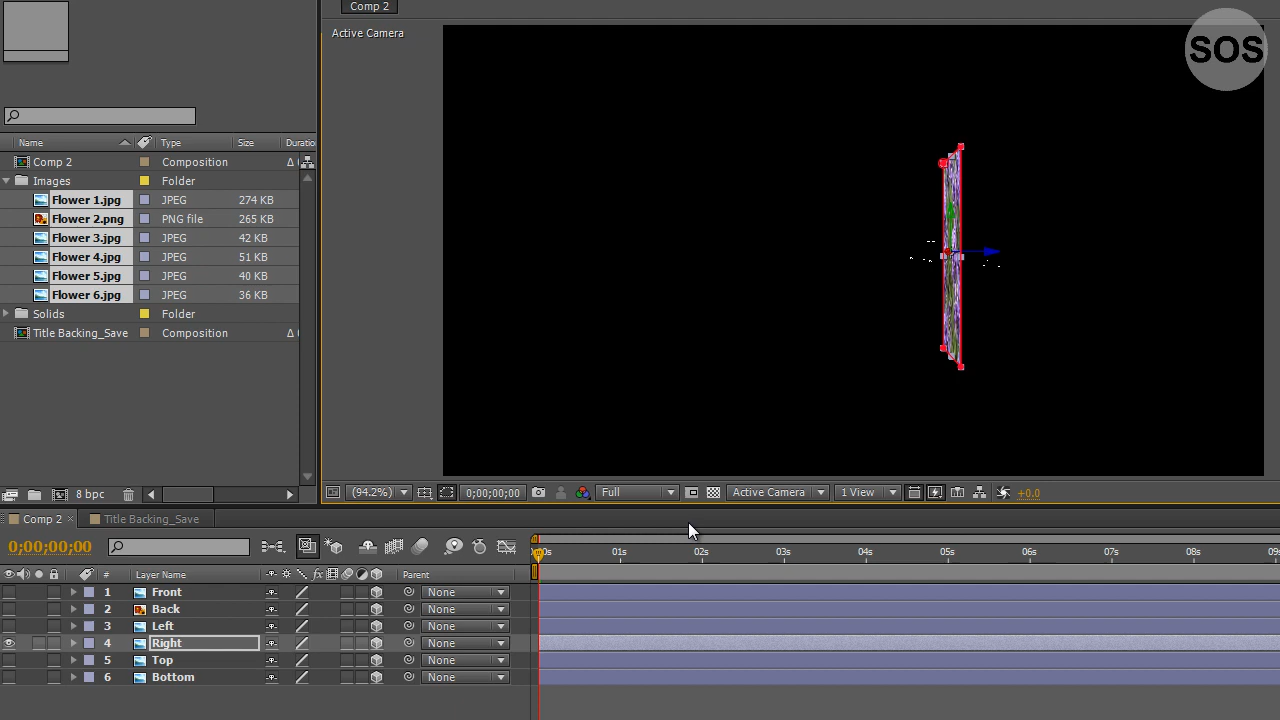 Comp 2
Active Camera
SOS
Name Type Size Duratio
Comp 2 Composition
Images Folder
Flower 1.jpg JPEG 274 KB
Flower 2.png PNG file 265 KB
Flower 3.jpg JPEG 42 KB
Flower 4.jpg JPEG 51 KB
Flower 5.jpg JPEG 40 KB
Flower 6.jpg JPEG 36 KB
Solids Folder
Title Backing_Save Composition
8 bpc
(94.2%) 0;00;00;00 Full Active Camera 1 View +0.0
Comp 2 Title Backing_Save
0;00;00;00
01s 02s 03s 04s 05s 06s 07s 08s 09
# Layer Name fx Parent
1 Front None
2 Back None
3 Left None
4 Right None
5 Top None
6 Bottom None